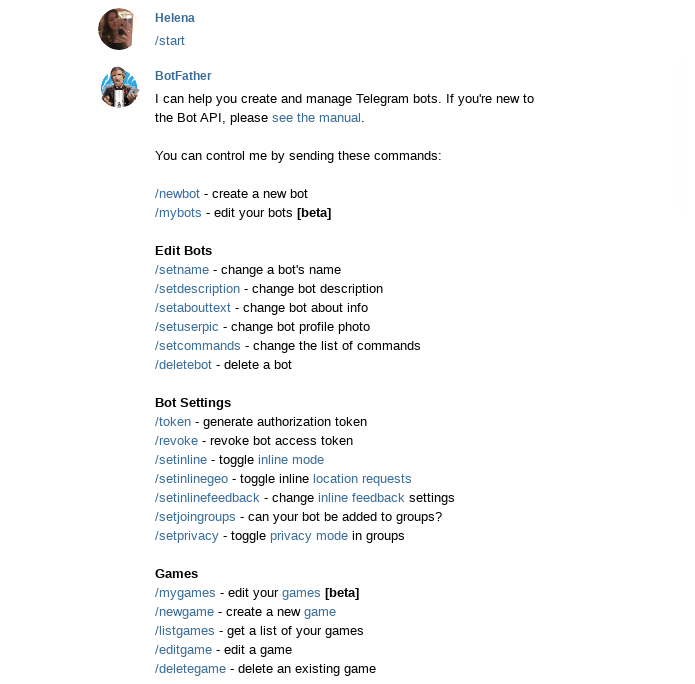 Helena
/start
BotFather
I can help you create and manage Telegram bots. If you're new to
the Bot API, please see the manual.
You can control me by sending these commands:
/newbot - create a new bot
/mybots - edit your bots [beta]
Edit Bots
/setname - change a bot's name
/setdescription - change bot description
/setabouttext - change bot about info
/setuserpic - change bot profile photo
/setcommands - change the list of commands
/deletebot - delete a bot
Bot Settings
/token - generate authorization token
/revoke - revoke bot access token
/setinline - toggle inline mode
/setinlinegeo - toggle inline location requests
/setinlinefeedback - change inline feedback settings
/setjoingroups - can your bot be added to groups?
/setprivacy - toggle privacy mode in groups
Games
/mygames - edit your games [beta]
/newgame - create a new game
/listgames - get a list of your games
/editgame - edit a game
/deletegame - delete an existing game